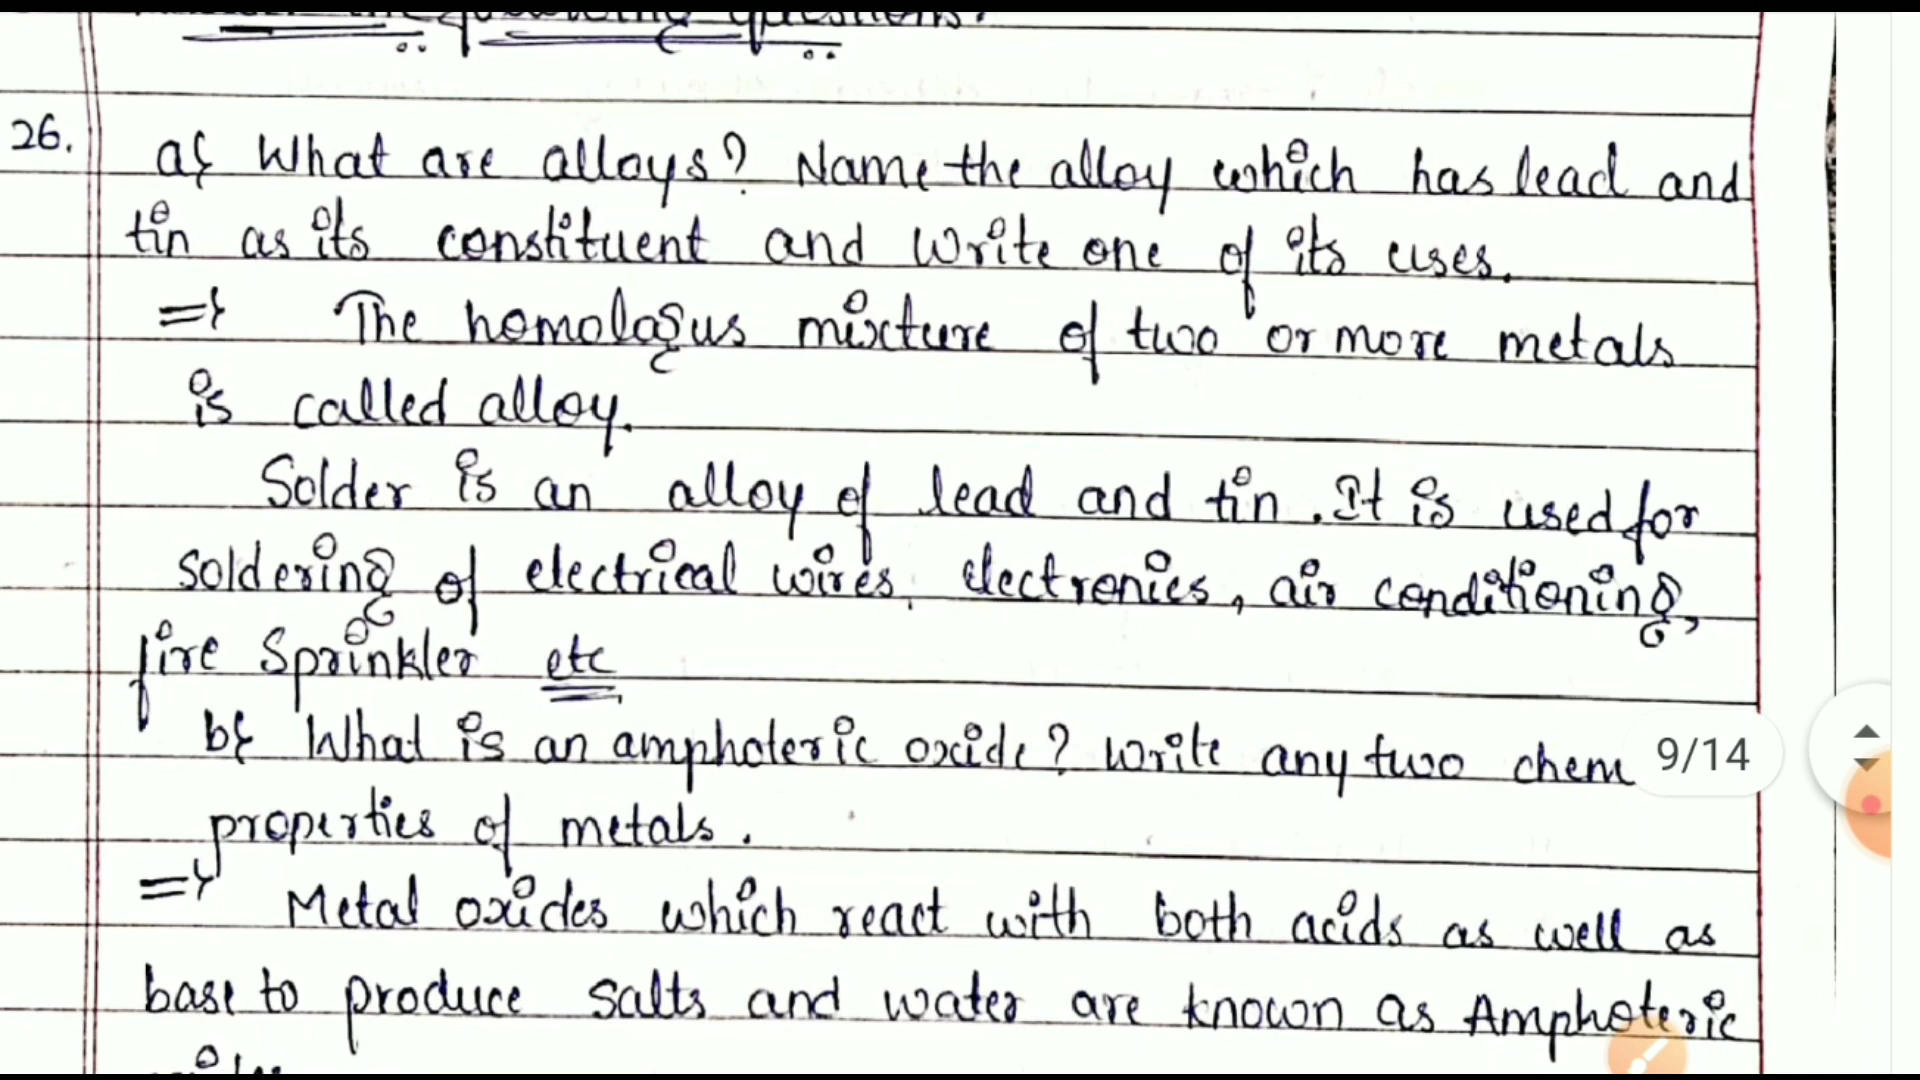 the following questions.
26.
a} What are alloys? Name the alloy which has lead and
tin as its constituent and write one of its uses.
=> The homologus mixture of two or more metals
is called alloy.
Solder is an alloy of lead and tin. It is used for
soldering of electrical wires, electronics, air conditioning,
fire Sprinkler etc
b} What is an amphoteric oxide? Write any two chem
9/14
properties of metals.
=> Metal oxides which react with both acids as well as
base to produce salts and water are known as Amphoteric